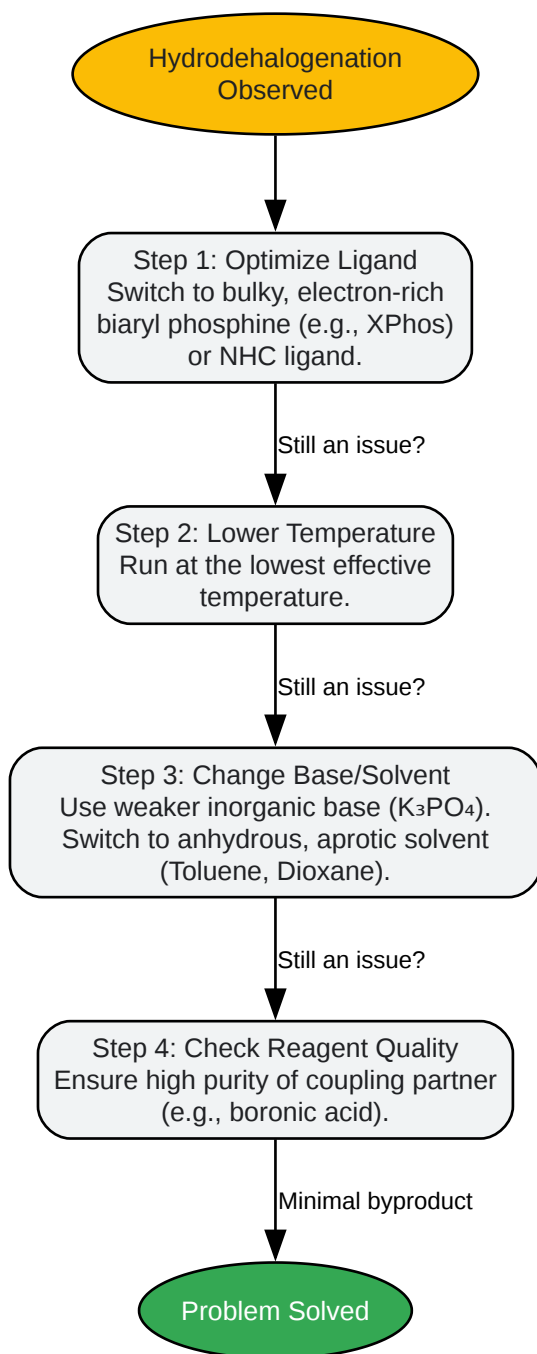 Hydrodehalogenation
Observed
Step 1: Optimize Ligand
Switch to bulky, electron-rich
biaryl phosphine (e.g., XPhos)
or NHC ligand.
Still an issue?
Step 2: Lower Temperature
Run at the lowest effective
temperature.
Still an issue?
Step 3: Change Base/Solvent
Use weaker inorganic base (K₃PO₄).
Switch to anhydrous, aprotic solvent
(Toluene, Dioxane).
Still an issue?
Step 4: Check Reagent Quality
Ensure high purity of coupling partner
(e.g., boronic acid).
Minimal byproduct
Problem Solved